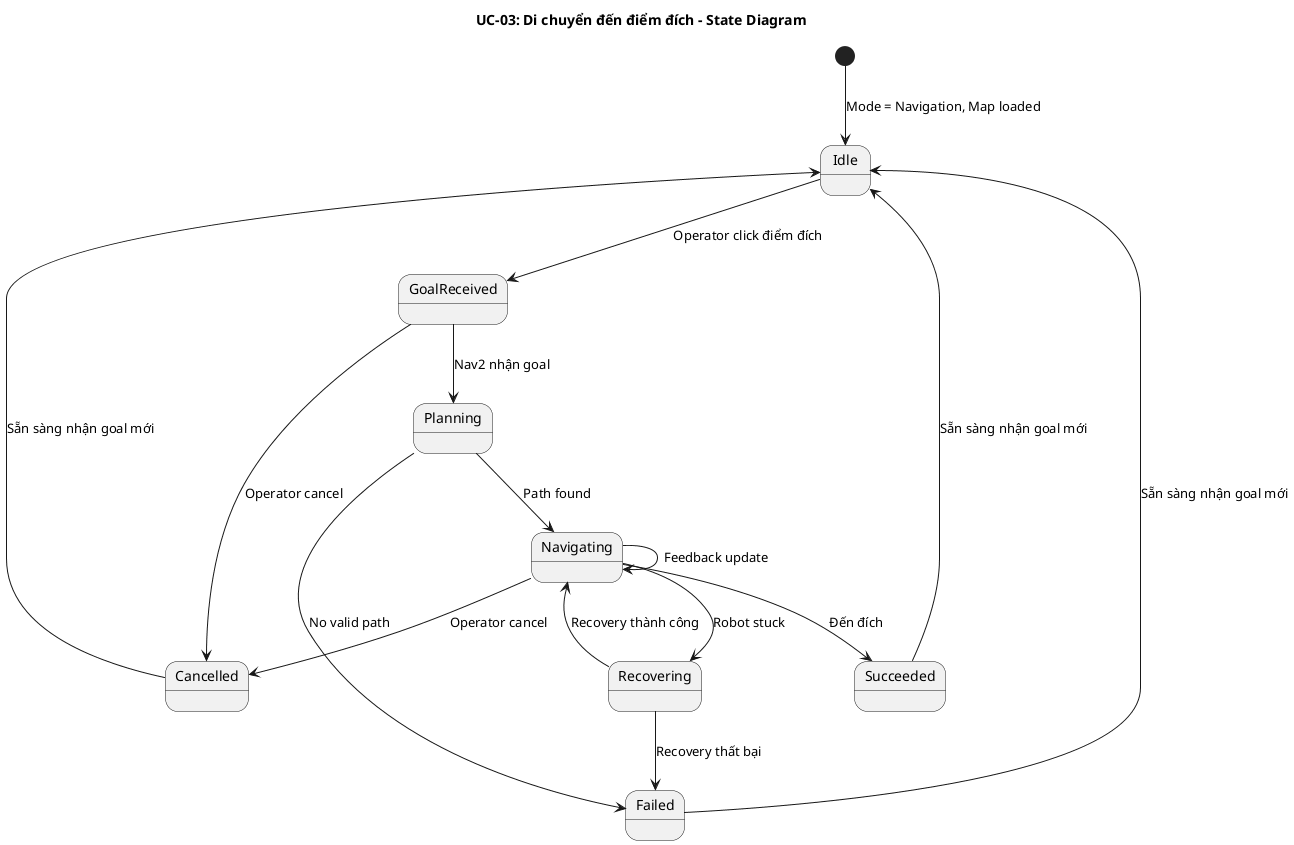 UC-03: Di chuyển đến điểm đích - State Diagram
Mode = Navigation, Map loaded
Idle
Operator click điểm đích
GoalReceived
Nav2 nhận goal
Planning
Sẵn sàng nhận goal mới
Sẵn sàng nhận goal mới
Sẵn sàng nhận goal mới
Operator cancel
Path found
Navigating
Feedback update
No valid path
Operator cancel
Recovery thành công
Robot stuck
Đến đích
Cancelled
Recovering
Succeeded
Recovery thất bại
Failed